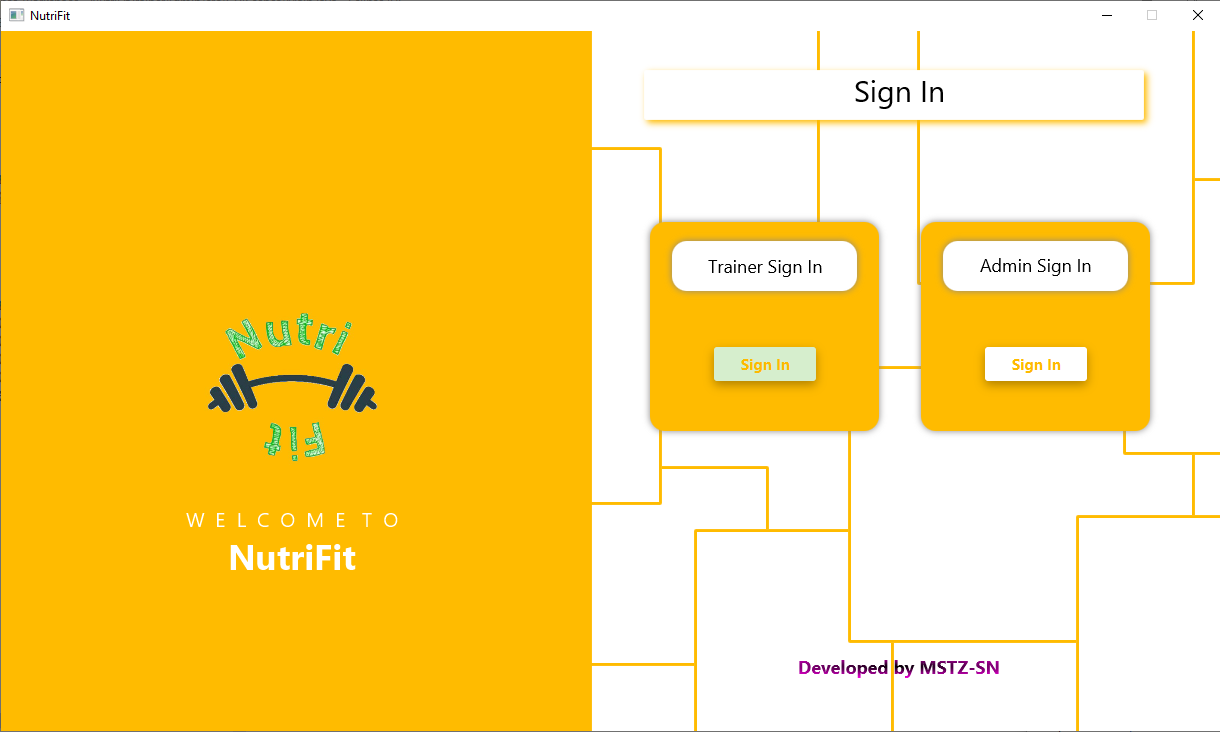 NutriFit
Nutri
Fit
WELCOME TO
NutriFit
Sign In
Trainer Sign In
Sign In
Admin Sign In
Sign In
Developed by MSTZ-SN